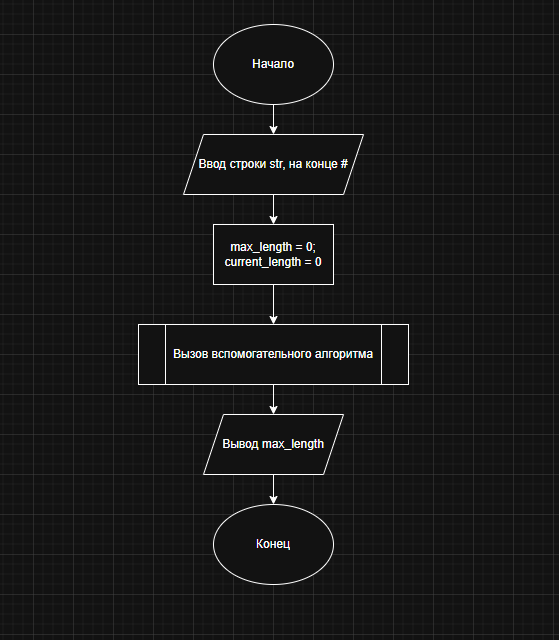 Начало
Ввод строки str, на конце #
max_length = 0;
current_length = 0
Вызов вспомогательного алгоритма
Вывод max_length
Конец